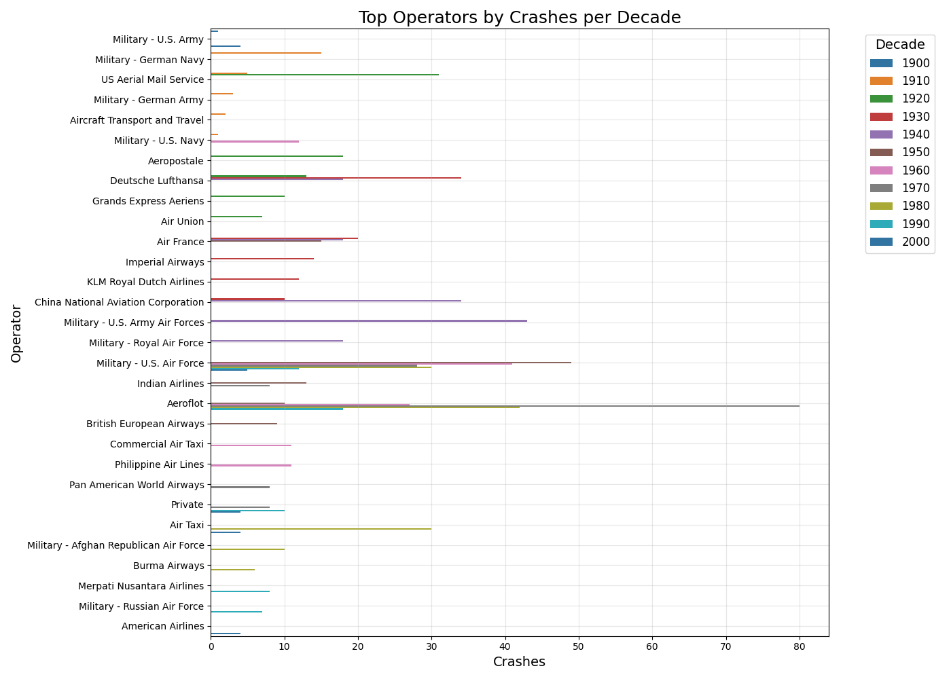 Top Operators by Crashes per Decade
Operator
Military - U.S. Army
Military - German Navy
US Aerial Mail Service
Military - German Army
Aircraft Transport and Travel
Military - U.S. Navy
Aeropostale
Deutsche Lufthansa
Grands Express Aeriens
Air Union
Air France
Imperial Airways
KLM Royal Dutch Airlines
China National Aviation Corporation
Military - U.S. Army Air Forces
Military - Royal Air Force
Military - U.S. Air Force
Indian Airlines
Aeroflot
British European Airways
Commercial Air Taxi
Philippine Air Lines
Pan American World Airways
Private
Air Taxi
Military - Afghan Republican Air Force
Burma Airways
Merpati Nusantara Airlines
Military - Russian Air Force
American Airlines
0 10 20 30 40 50 60 70 80
Crashes
Decade
1900
1910
1920
1930
1940
1950
1960
1970
1980
1990
2000